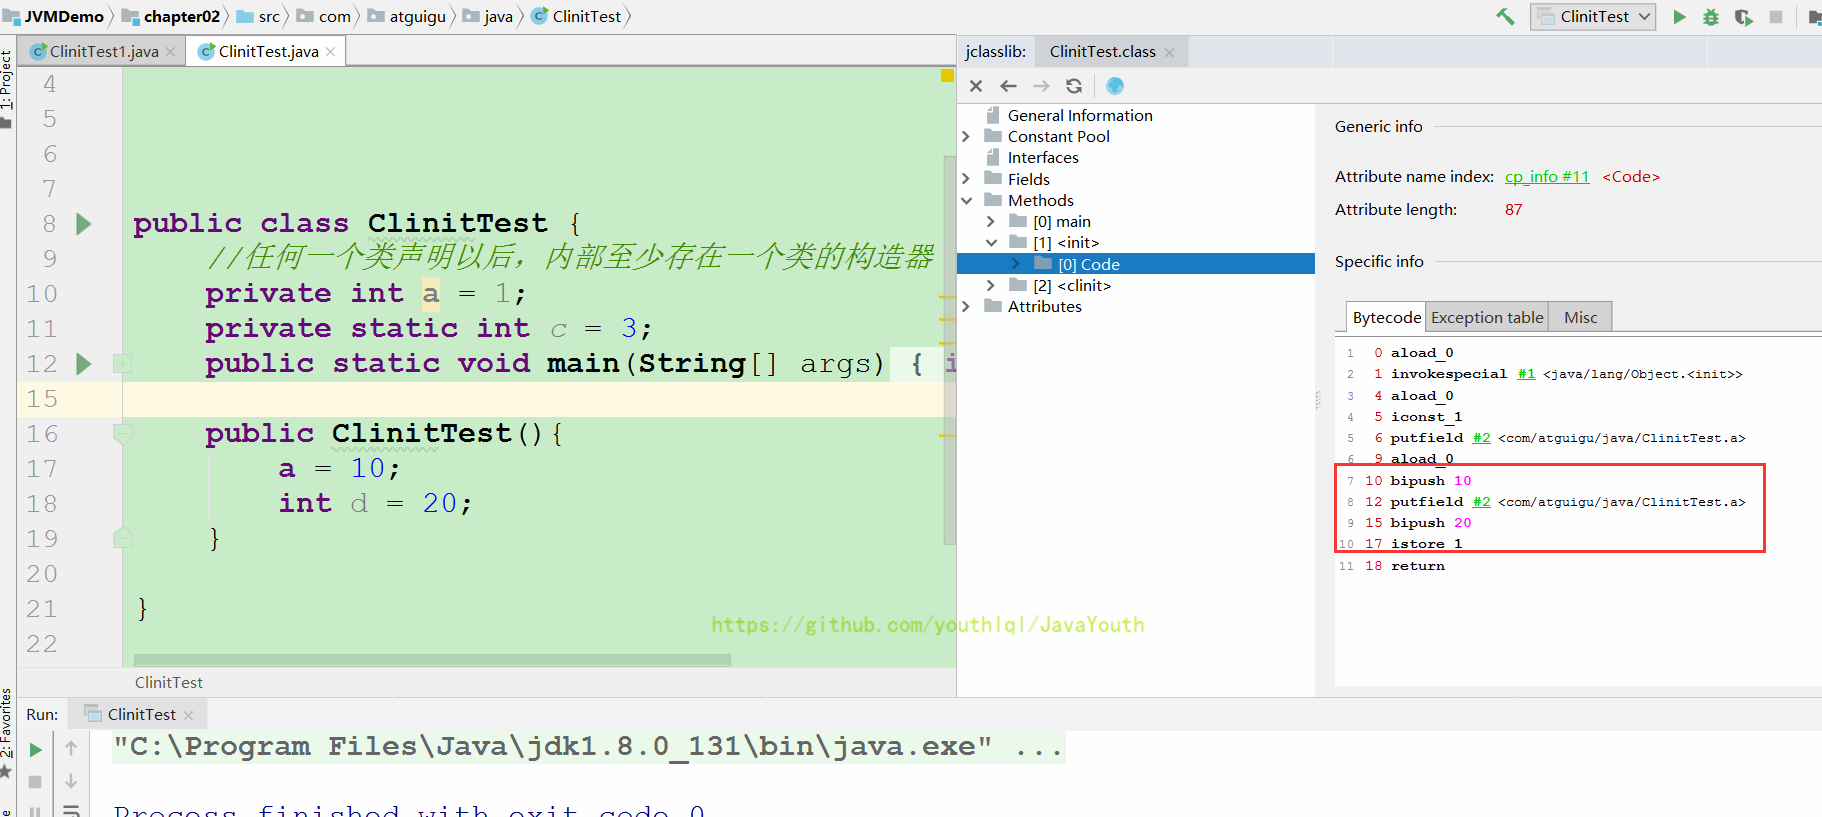 JVMDemo chapter02 src com atguigu java ClinitTest
ClinitTest
ClinitTest1.java ClinitTest.java
1: Project
4
5
6
7
8 public class ClinitTest {
9 //任何一个类声明以后，内部至少存在一个类的构造器
10 private int a = 1;
11 private static int c = 3;
12 public static void main(String[] args) { i
15
16 public ClinitTest(){
17 a = 10;
18 int d = 20;
19 }
20
21 }
22
ClinitTest
jclasslib: ClinitTest.class
General Information
Constant Pool
Interfaces
Fields
Methods
[0] main
[1] <init>
[0] Code
[2] <clinit>
Attributes
Generic info
Attribute name index: cp_info #11 <Code>
Attribute length: 87
Specific info
Bytecode Exception table Misc
1 0 aload_0
2 1 invokespecial #1 <java/lang/Object.<init>>
3 4 aload_0
4 5 iconst_1
5 6 putfield #2 <com/atguigu/java/ClinitTest.a>
6 9 aload_0
7 10 bipush 10
8 12 putfield #2 <com/atguigu/java/ClinitTest.a>
9 15 bipush 20
10 17 istore_1
11 18 return
https://github.com/youthlql/JavaYouth
2: Favorites
Run: ClinitTest
"C:\Program Files\Java\jdk1.8.0_131\bin\java.exe" ...
Process finished with exit code 0